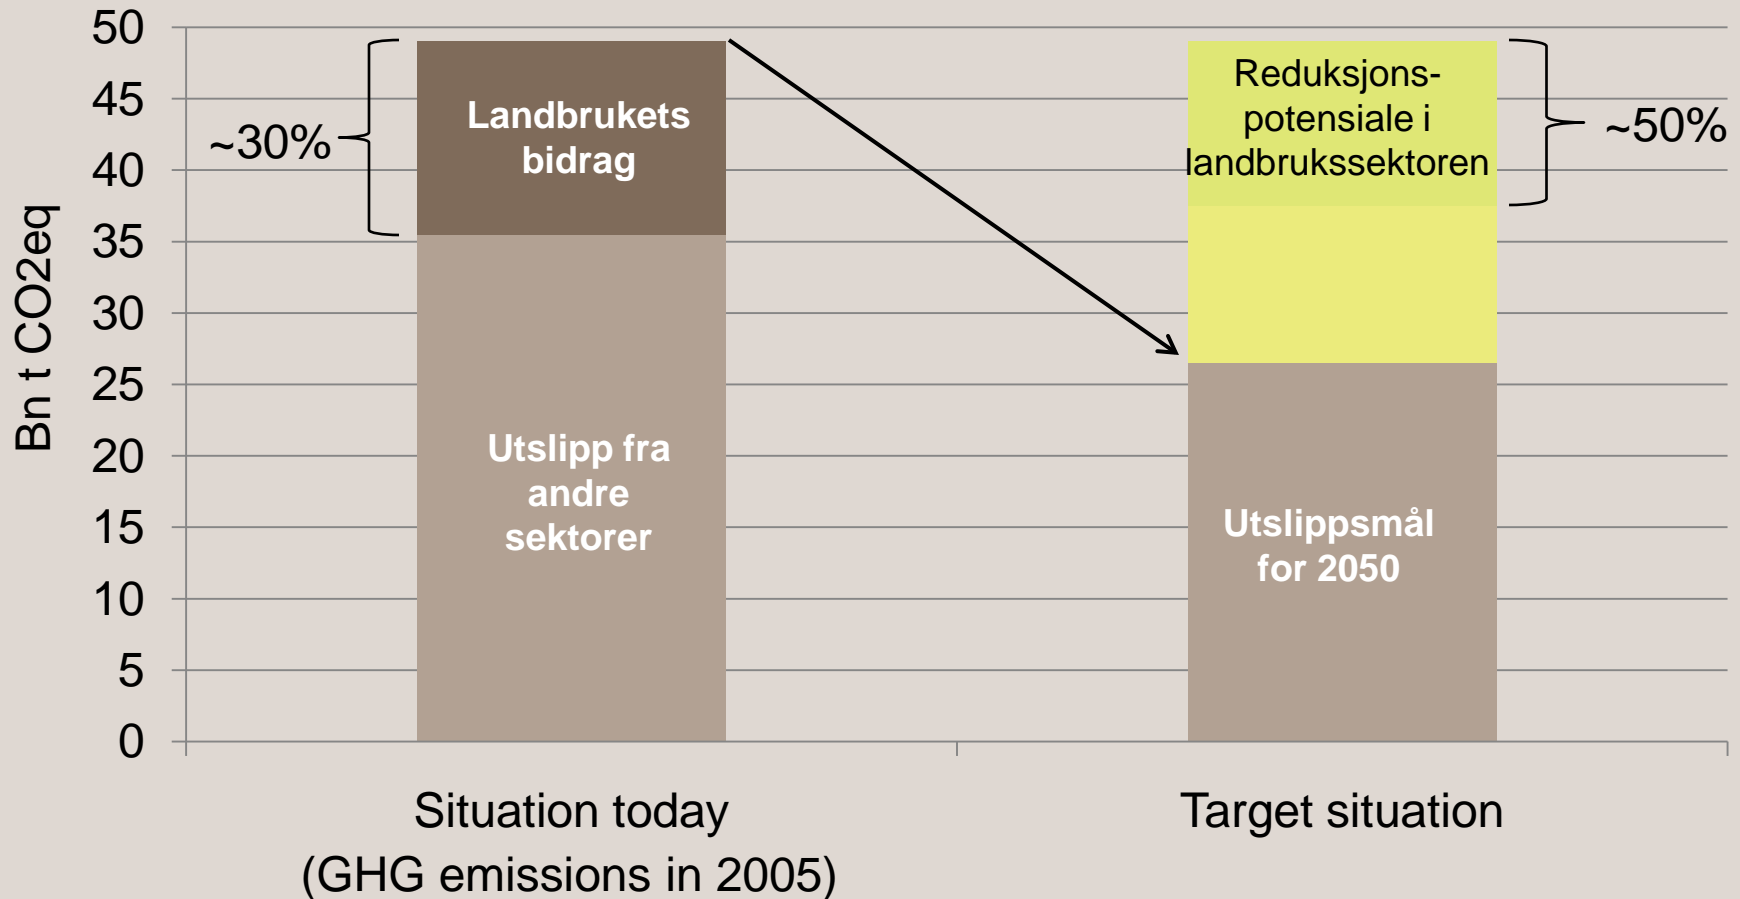 Bn t CO2eq
50
45
40
35
30
25
20
15
10
5
0
~30%
Landbrukets
bidrag
Utslipp fra
andre
sektorer
Reduksjons-
potensiale i
landbrukssektoren
~50%
Utslippsmål
for 2050
Situation today
(GHG emissions in 2005)
Target situation